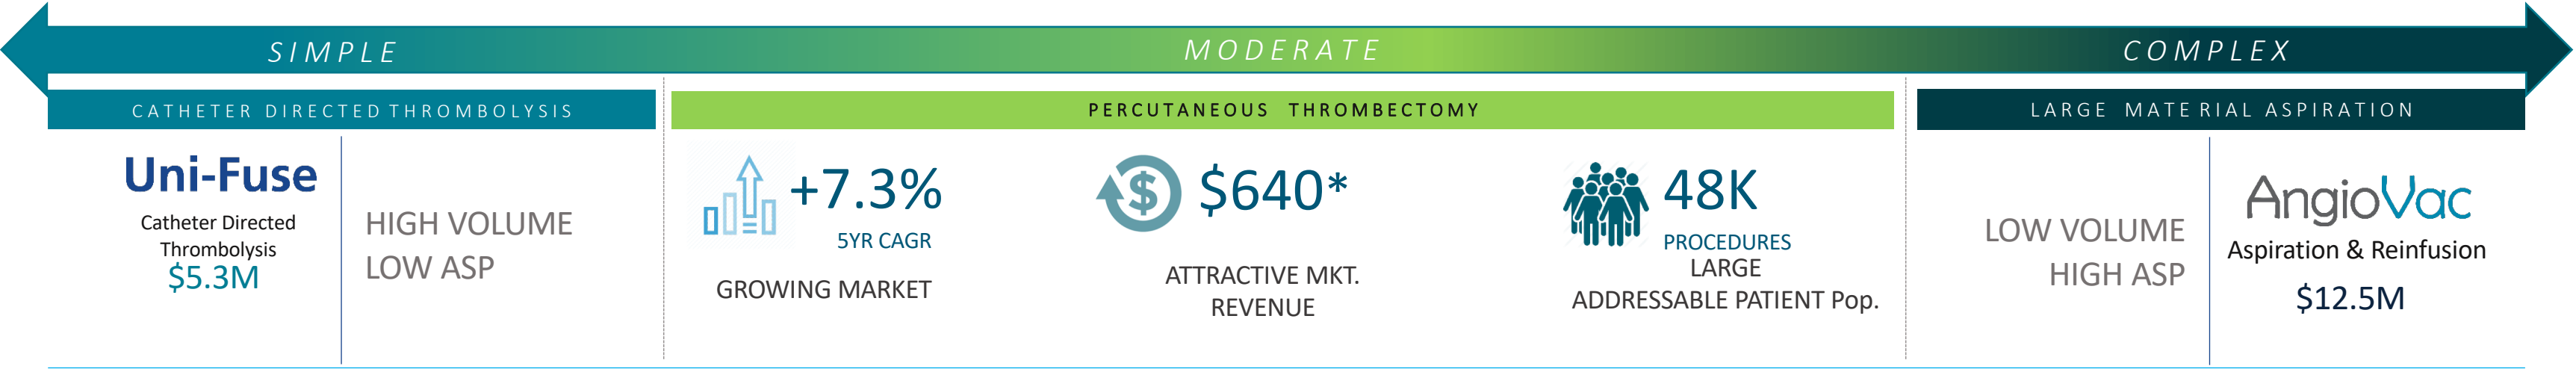 SIMPLE
MODERATE
COMPLEX
CATHETER DIRECTED THROMBOLYSIS
PERCUTANEOUS THROMBECTOMY
LARGE MATERIAL ASPIRATION
Uni-Fuse
Catheter Directed
Thrombolysis
$5.3M
HIGH VOLUME
LOW ASP
+7.3%
5YR CAGR
GROWING MARKET
$640*
ATTRACTIVE MKT.
REVENUE
48K
PROCEDURES
LARGE
ADDRESSABLE PATIENT Pop.
LOW VOLUME
HIGH ASP
AngioVac
Aspiration & Reinfusion
$12.5M